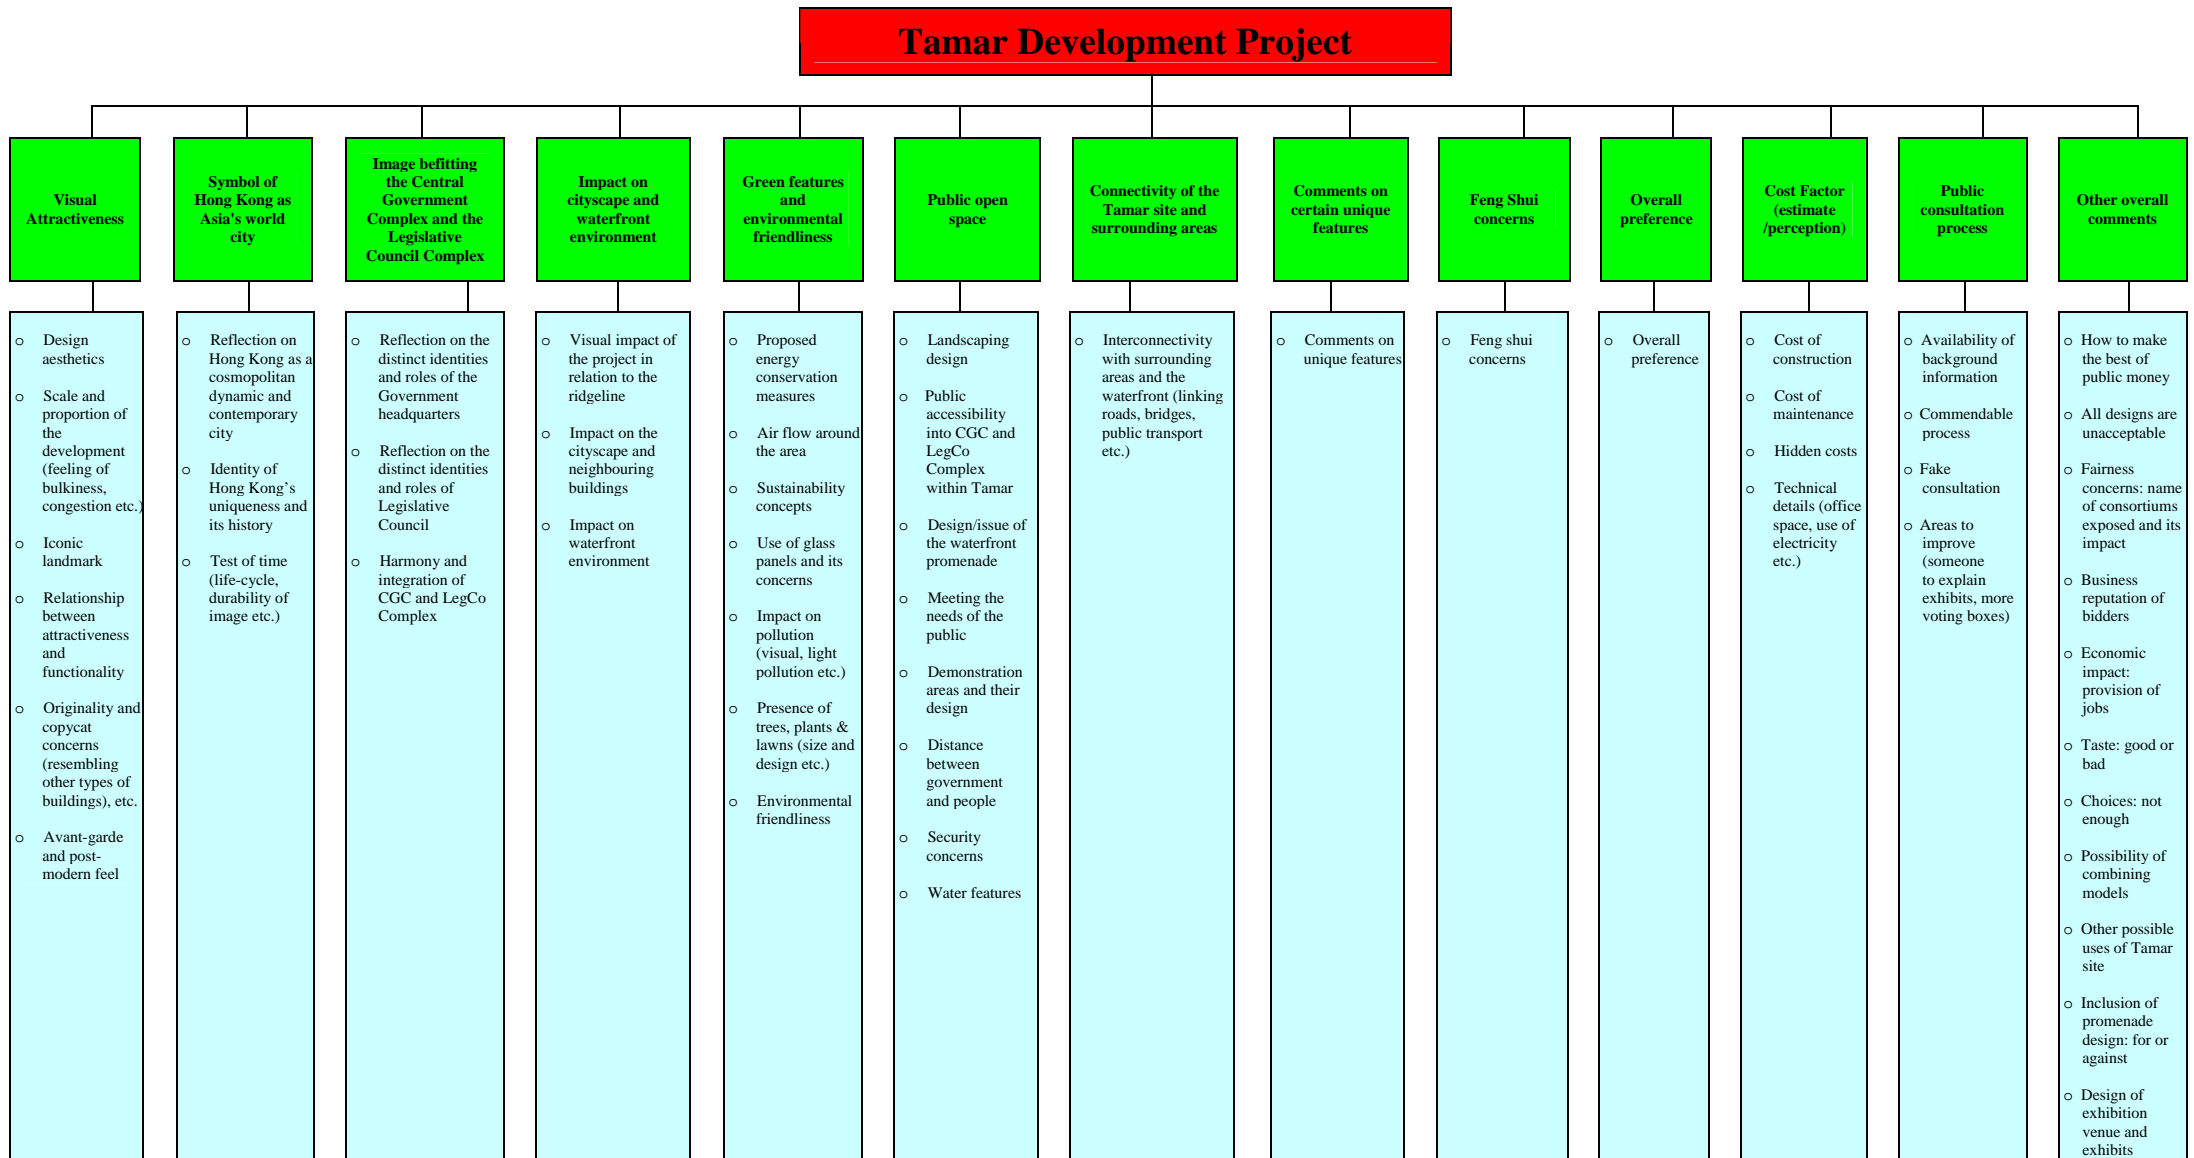 Tamar Development Project
Visual
Attractiveness
Symbol of
Hong Kong as
Asia's world
city
Image befitting
the Central
Government
Complex and the
Legislative
Council Complex
Impact on
cityscape and
waterfront
environment
Green features
and
environmental
friendliness
Public open
space
Connectivity of the
Tamar site and
surrounding areas
Comments on
certain unique
features
Feng Shui
concerns
Overall
preference
Cost Factor
(estimate
/perception)
Public
consultation
process
Other overall
comments
o Design
aesthetics
o Scale and
proportion of
the
development
(feeling of
bulkiness,
congestion etc.)
o Iconic
landmark
o Relationship
between
attractiveness
and
functionality
o Originality and
copycat
concerns
(resembling
other types of
buildings), etc.
o Avant-garde
and post-
modern feel
o Reflection on
Hong Kong as a
cosmopolitan
dynamic and
contemporary
city
o Identity of
Hong Kong’s
uniqueness and
its history
o Test of time
(life-cycle,
durability of
image etc.)
o Reflection on the
distinct identities
and roles of the
Government
headquarters
o Reflection on the
distinct identities
and roles of
Legislative
Council
o Harmony and
integration of
CGC and LegCo
Complex
o Visual impact of
the project in
relation to the
ridgeline
o Impact on the
cityscape and
neighbouring
buildings
o Impact on
waterfront
environment
o Proposed
energy
conservation
measures
o Air flow around
the area
o Sustainability
concepts
o Use of glass
panels and its
concerns
o Impact on
pollution
(visual, light
pollution etc.)
o Presence of
trees, plants &
lawns (size and
design etc.)
o Environmental
friendliness
o Landscaping
design
o Public
accessibility
into CGC and
LegCo
Complex
within Tamar
o Design/issue of
the waterfront
promenade
o Meeting the
needs of the
public
o Demonstration
areas and their
design
o Distance
between
government
and people
o Security
concerns
o Water features
o Interconnectivity
with surrounding
areas and the
waterfront (linking
roads, bridges,
public transport
etc.)
o Comments on
unique features
o Feng shui
concerns
o Overall
preference
o Cost of
construction
o Cost of
maintenance
o Hidden costs
o Technical
details (office
space, use of
electricity
etc.)
o Availability of
background
information
o Commendable
process
o Fake
consultation
o Areas to
improve
(someone
to explain
exhibits, more
voting boxes)
o How to make
the best of
public money
o All designs are
unacceptable
o Fairness
concerns: name
of consortiums
exposed and its
impact
o Business
reputation of
bidders
o Economic
impact:
provision of
jobs
o Taste: good or
bad
o Choices: not
enough
o Possibility of
combining
models
o Other possible
uses of Tamar
site
o Inclusion of
promenade
design: for or
against
o Design of
exhibition
venue and
exhibits